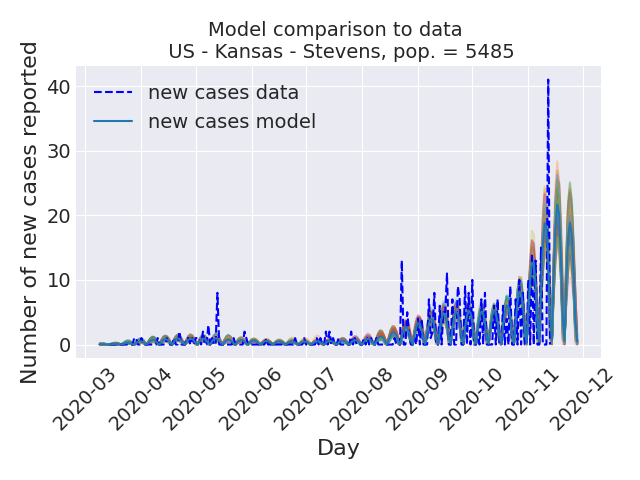 Model comparison to data
US - Kansas - Stevens, pop. = 5485
Number of new cases reported
40
30
20
10
0
new cases data
new cases model
2020-03
2020-04
2020-05
2020-06
2020-07
2020-08
2020-09
2020-10
2020-11
2020-12
Day